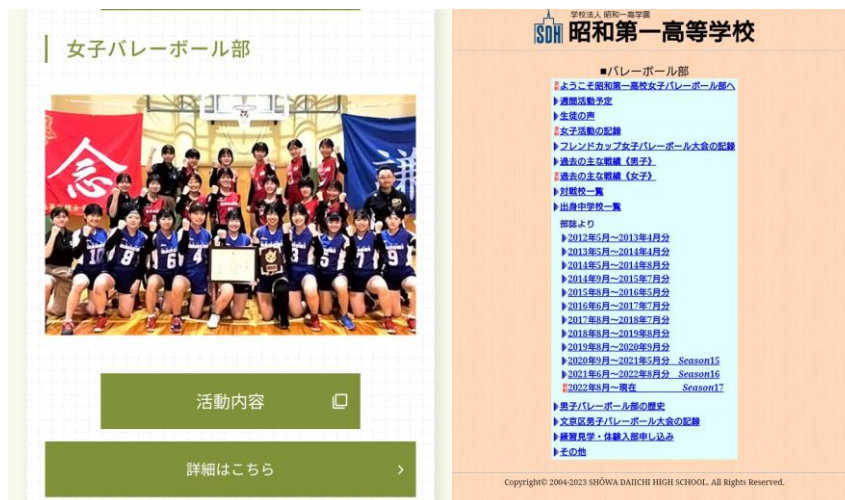 女子バレーボール部
念
謙
活動内容
詳細はこちら
学校法人 昭和一高学園
SDH 昭和第一高等学校
■バレーボール部
ようこそ昭和第一高校女子バレーボール部へ
週間活動予定
生徒の声
女子活動の記録
フレンドカップ女子バレーボール大会の記録
過去の主な戦績《男子》
過去の主な戦績《女子》
対戦校一覧
出身中学校一覧
部誌より
2012年5月～2013年4月分
2013年5月～2014年4月分
2014年5月～2014年8月分
2014年9月～2015年7月分
2015年8月～2016年5月分
2016年6月～2017年7月分
2017年8月～2018年7月分
2018年8月～2019年8月分
2019年8月～2020年9月分
2020年9月～2021年5月分 Season15
2021年6月～2022年8月分 Season16
2022年8月～現在 Season17
男子バレーボール部の歴史
文京区男子バレーボール大会の記録
練習見学・体験入部申し込み
その他
Copyright© 2004-2023 SHŌWA DAIICHI HIGH SCHOOL. All Rights Reserved.